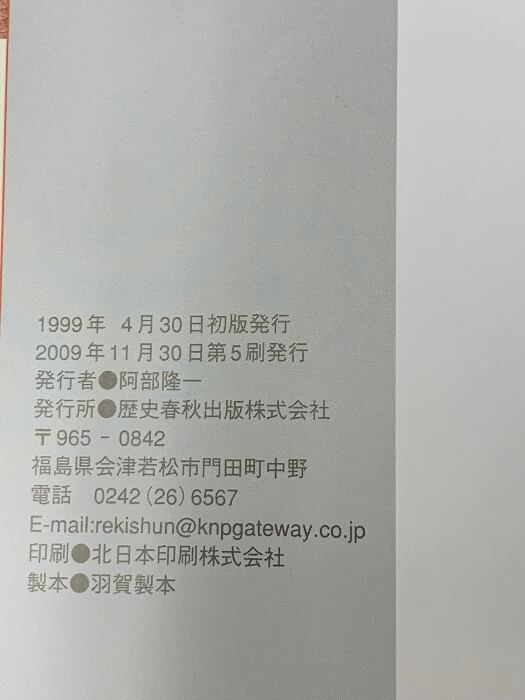 1999年 4月30日初版発行
2009年11月30日第5刷発行
発行者●阿部隆一
発行所●歴史春秋出版株式会社
〒965-0842
福島県会津若松市門田町中野
電話 0242(26)6567
E-mail:rekishun@knpgateway.co.jp
印刷●北日本印刷株式会社
製本●羽賀製本